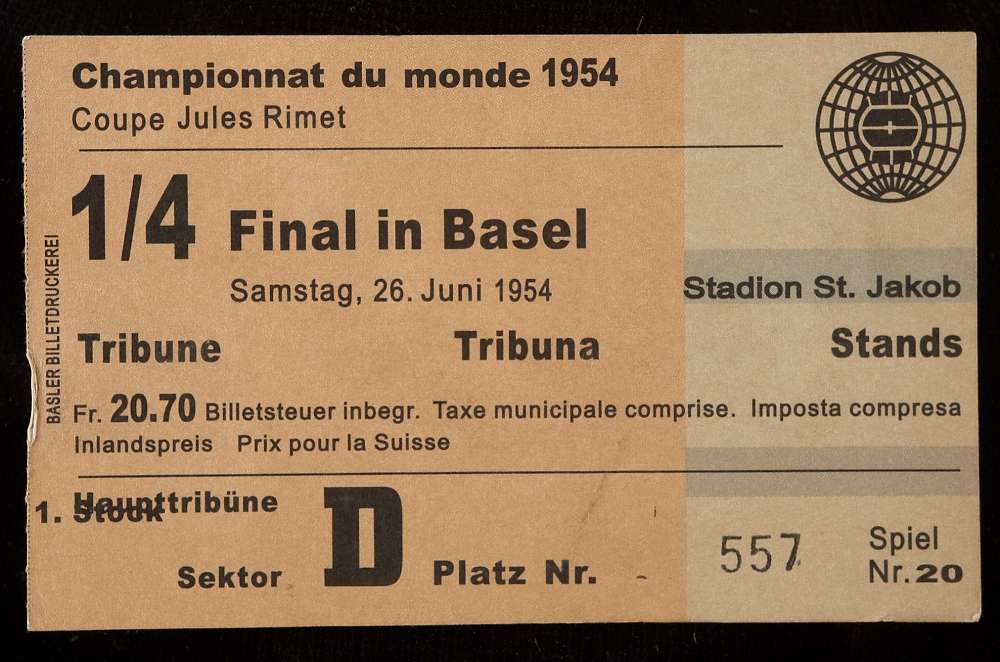 Championnat du monde 1954
Coupe Jules Rimet
1/4 Final in Basel
Samstag, 26. Juni 1954
Stadion St. Jakob
BASLER BILLETDRUCKEREI
Tribune Tribuna Stands
Fr. 20.70 Billetsteuer inbegr. Taxe municipale comprise. Imposta compresa
Inlandspreis Prix pour la Suisse
Haupttribüne
1. Stock
Sektor D Platz Nr. 557
Spiel
Nr. 20